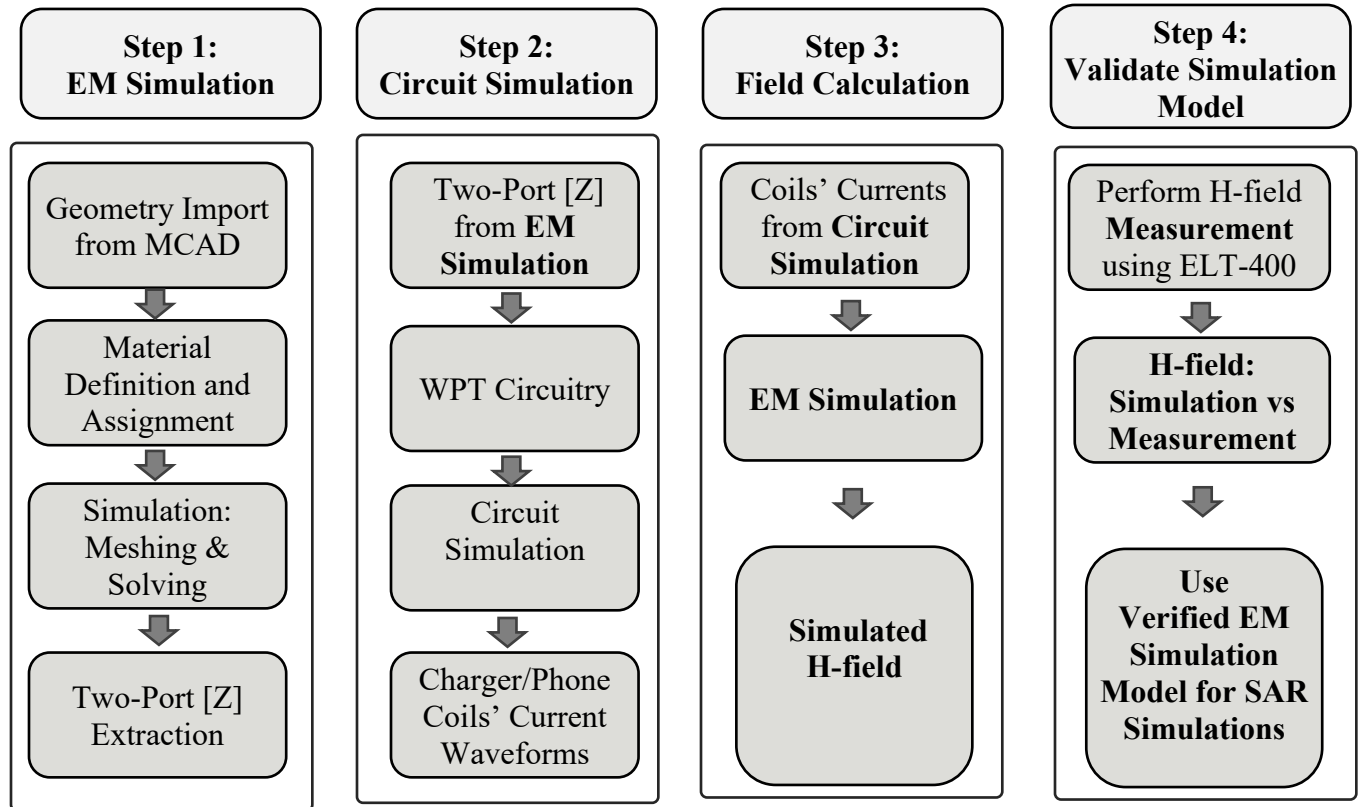 Step 1:
EM Simulation
Geometry Import
from MCAD
Material
Definition and
Assignment
Simulation:
Meshing &
Solving
Two-Port [Z]
Extraction
Step 2:
Circuit Simulation
Two-Port [Z]
from EM
Simulation
WPT Circuitry
Circuit
Simulation
Charger/Phone
Coils’ Current
Waveforms
Step 3:
Field Calculation
Coils’ Currents
from Circuit
Simulation
EM Simulation
Simulated
H-field
Step 4:
Validate Simulation
Model
Perform H-field
Measurement
using ELT-400
H-field:
Simulation vs
Measurement
Use
Verified EM
Simulation
Model for SAR
Simulations